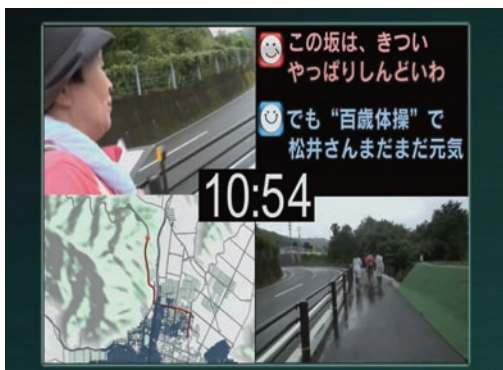 この坂は、きつい
やっぱりしんどいわ
でも“百歳体操”で
松井さんまだまだ元気
10:54